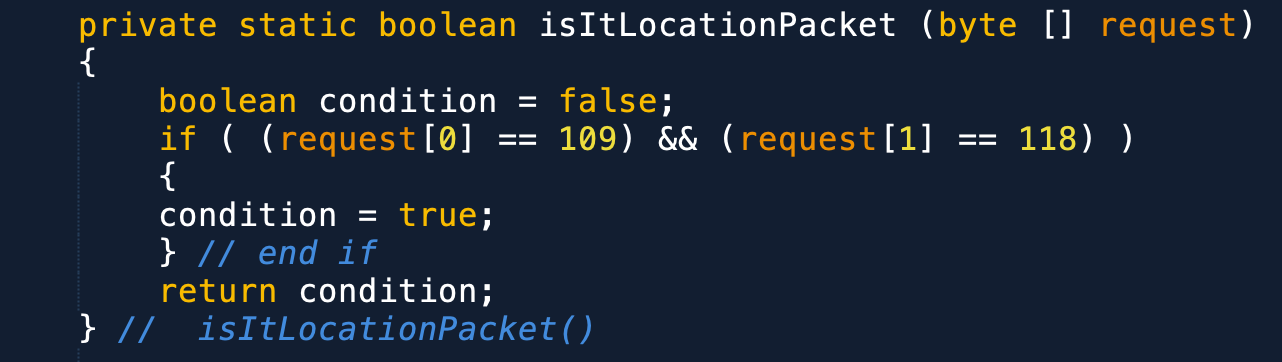 private static boolean isItLocationPacket (byte [] request)
{
boolean condition = false;
if ( (request[0] == 109) && (request[1] == 118) )
{
condition = true;
} // end if
return condition;
} //  isItLocationPacket()